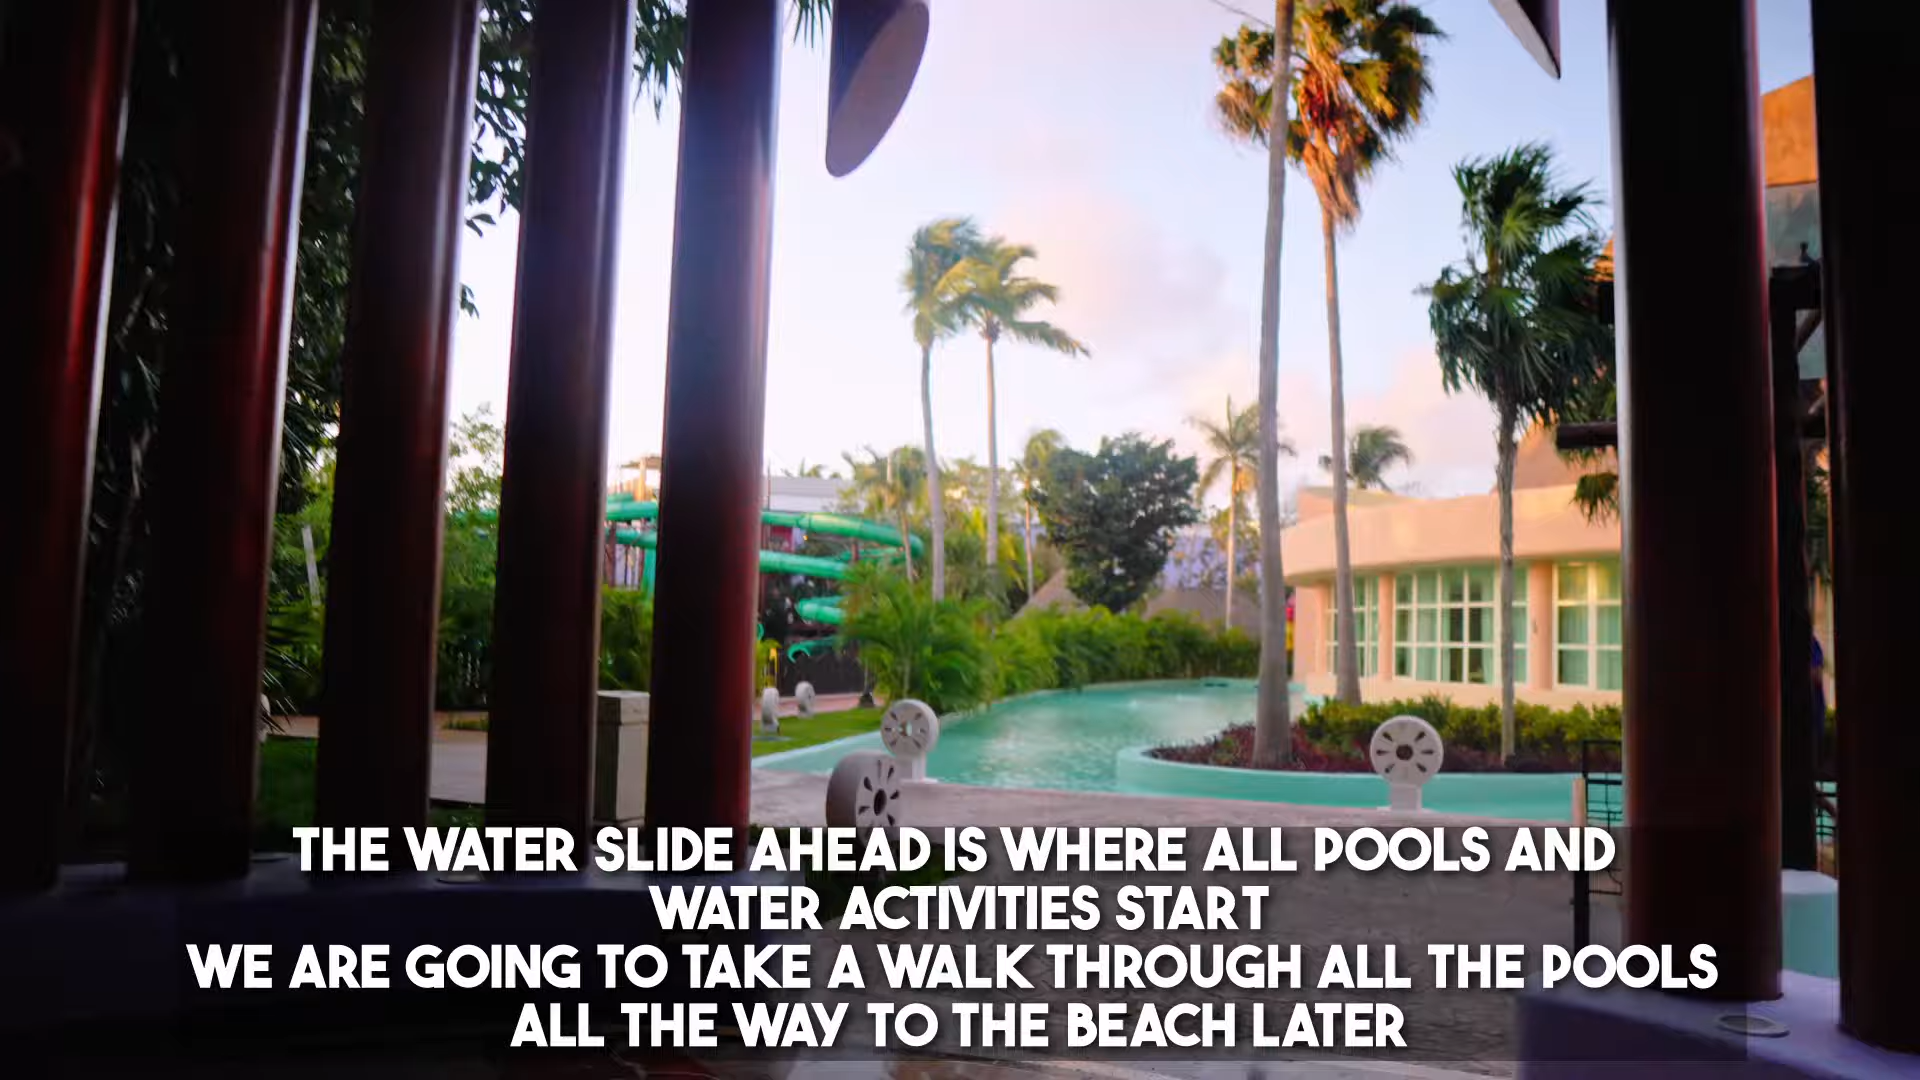 THE WATER SLIDE AHEAD IS WHERE ALL POOLS AND
WATER ACTIVITIES START
WE ARE GOING TO TAKE A WALK THROUGH ALL THE POOLS
ALL THE WAY TO THE BEACH LATER